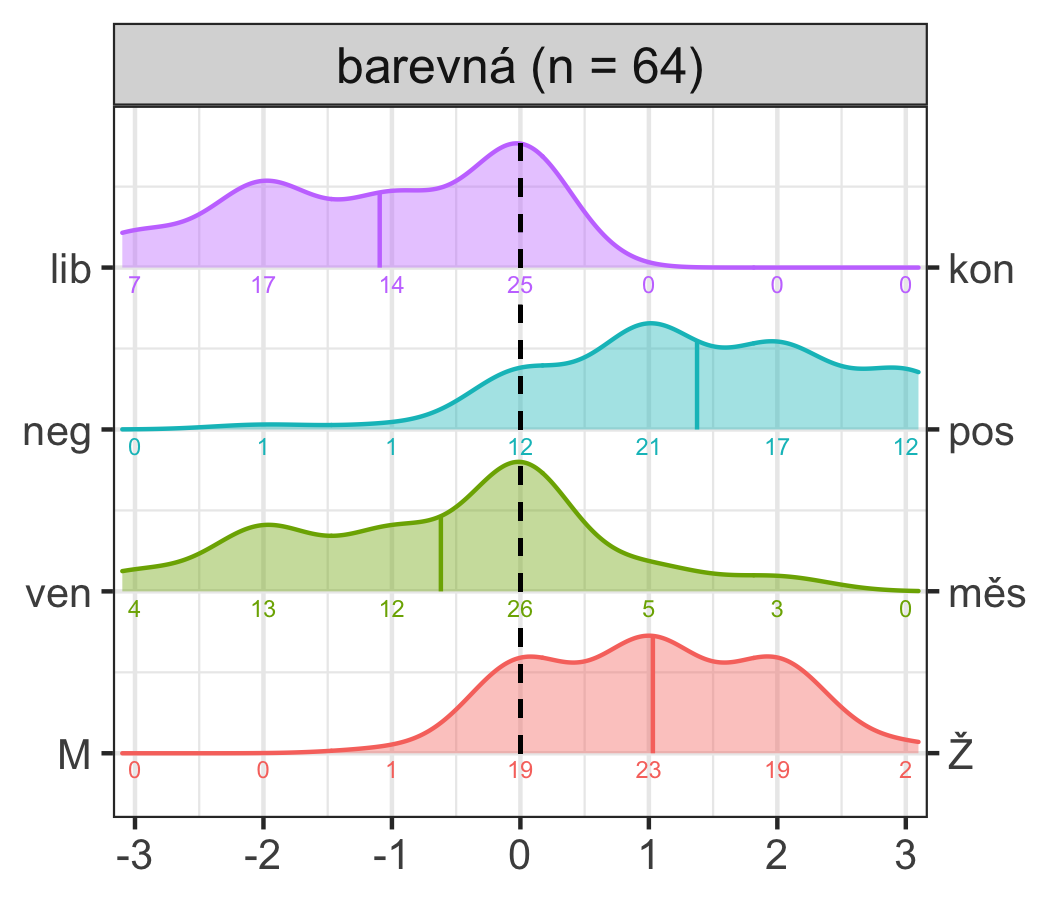 barevná (n = 64)
lib kon
7 17 14 25 0 0 0
neg pos
0 1 1 12 21 17 12
ven měs
4 13 12 26 5 3 0
M Ž
0 0 1 19 23 19 2
-3 -2 -1 0 1 2 3